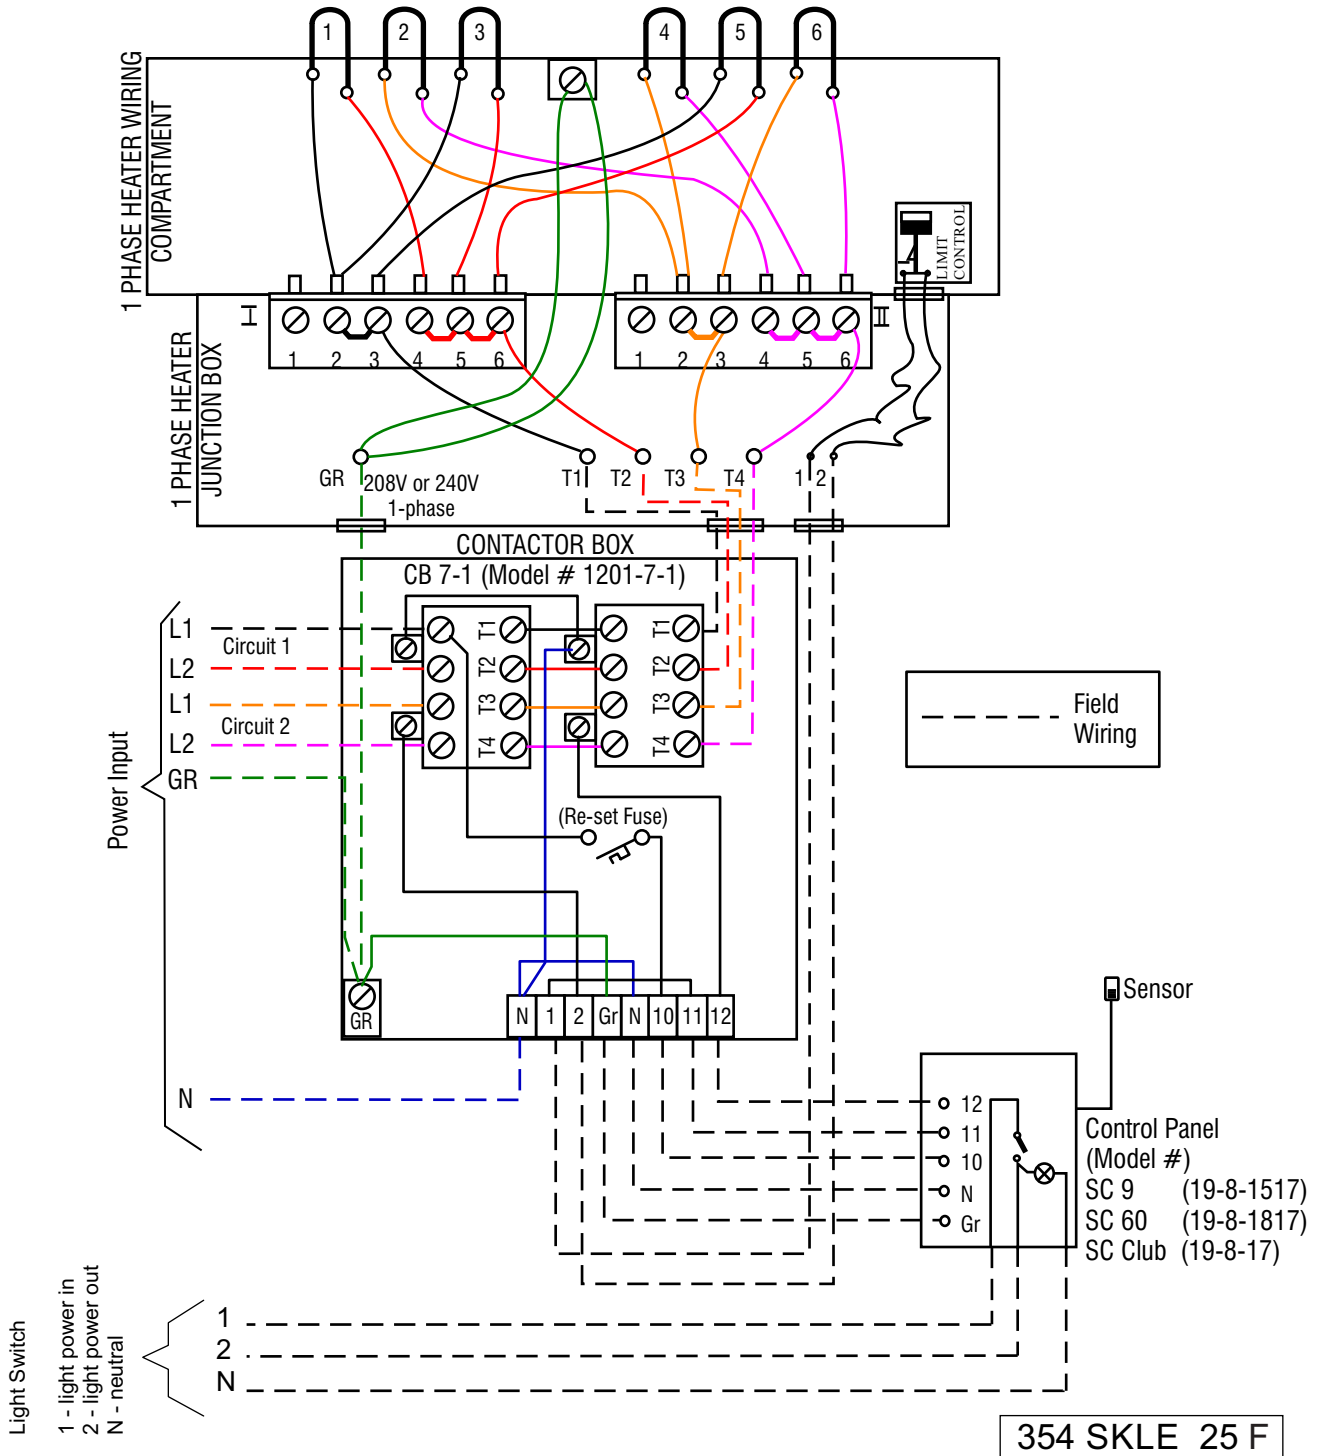 1 2 3 4 5 6
1 PHASE HEATER WIRING
COMPARTMENT
LIMIT
CONTROL
I
II
1 2 3 4 5 6
1 2 3 4 5 6
1 PHASE HEATER
JUNCTION BOX
GR
T1 T2 T3 T4 1 2
208V or 240V
1-phase
CONTACTOR BOX
CB 7-1 (Model # 1201-7-1)
Power Input
L1
Circuit 1
L2
L1
Circuit 2
L2
GR
N
T1
T2
T3
T4
T1
T2
T3
T4
(Re-set Fuse)
Field
Wiring
GR
N 1 2 Gr N 10 11 12
Sensor
12
11
10
N
Gr
Control Panel
(Model #)
SC 9 (19-8-1517)
SC 60 (19-8-1817)
SC Club (19-8-17)
Light Switch
1 - light power in
2 - light power out
N - neutral
1
2
N
354 SKLE 25 F